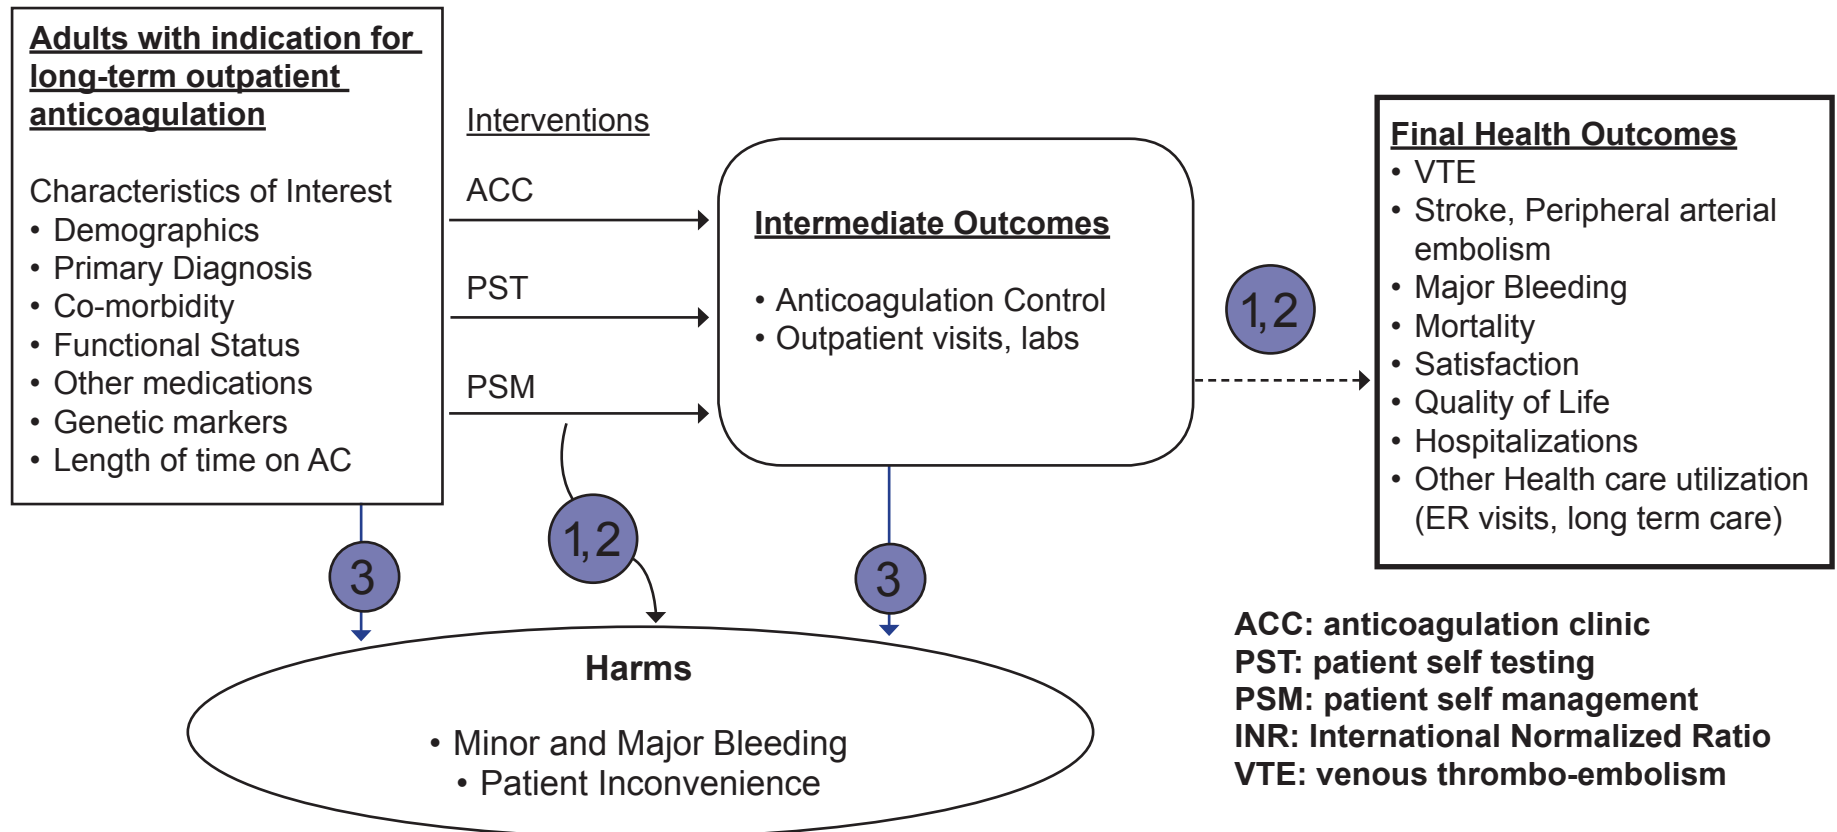 Adults with indication for
long-term outpatient
anticoagulation
Characteristics of Interest
• Demographics
• Primary Diagnosis
• Co-morbidity
• Functional Status
• Other medications
• Genetic markers
• Length of time on AC
Interventions
ACC
PST
PSM
Intermediate Outcomes
• Anticoagulation Control
• Outpatient visits, labs
1,2
Final Health Outcomes
• VTE
• Stroke, Peripheral arterial
embolism
• Major Bleeding
• Mortality
• Satisfaction
• Quality of Life
• Hospitalizations
• Other Health care utilization
(ER visits, long term care)
3
1,2
3
Harms
• Minor and Major Bleeding
• Patient Inconvenience
ACC: anticoagulation clinic
PST: patient self testing
PSM: patient self management
INR: International Normalized Ratio
VTE: venous thrombo-embolism